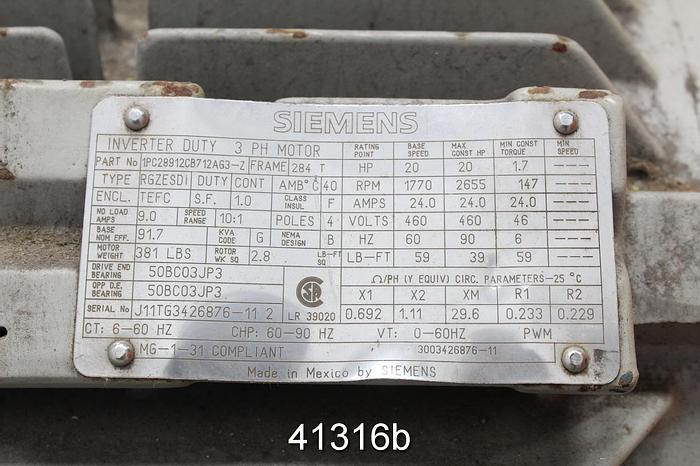 SIEMENS
INVERTER DUTY 3 PH MOTOR RATING POINT BASE SPEED MAX CONST HP MIN CONST TORQUE MIN SPEED
PART No 1PC28912CB712AG3-Z FRAME 284 T HP 20 20 1.7 ---
TYPE RGZESDI DUTY CONT AMB°C 40 RPM 1770 2655 147 ---
ENCL. TEFC S.F. 1.0 CLASS INSUL F AMPS 24.0 24.0 24.0 ---
NO LOAD AMPS 9.0 SPEED RANGE 10:1 POLES 4 VOLTS 460 460 46 ---
BASE NOM EFF. 91.7 KVA CODE G NEMA DESIGN B HZ 60 90 6 ---
MOTOR WEIGHT 381 LBS ROTOR WK SQ 2.8 LB-FT SQ LB-FT 59 39 59 ---
DRIVE END BEARING 50BC03JP3 Ω/PH (Y EQUIV) CIRC. PARAMETERS-25 °C
OPP D.E. BEARING 50BC03JP3 X1 X2 XM R1 R2
SERIAL No J11TG3426876-11 2 LR 39020 0.692 1.11 29.6 0.233 0.229
CT: 6-60 HZ CHP: 60-90 HZ VT: 0-60HZ PWM
MG-1-31 COMPLIANT 3003426876-11
Made in Mexico by SIEMENS
41316b